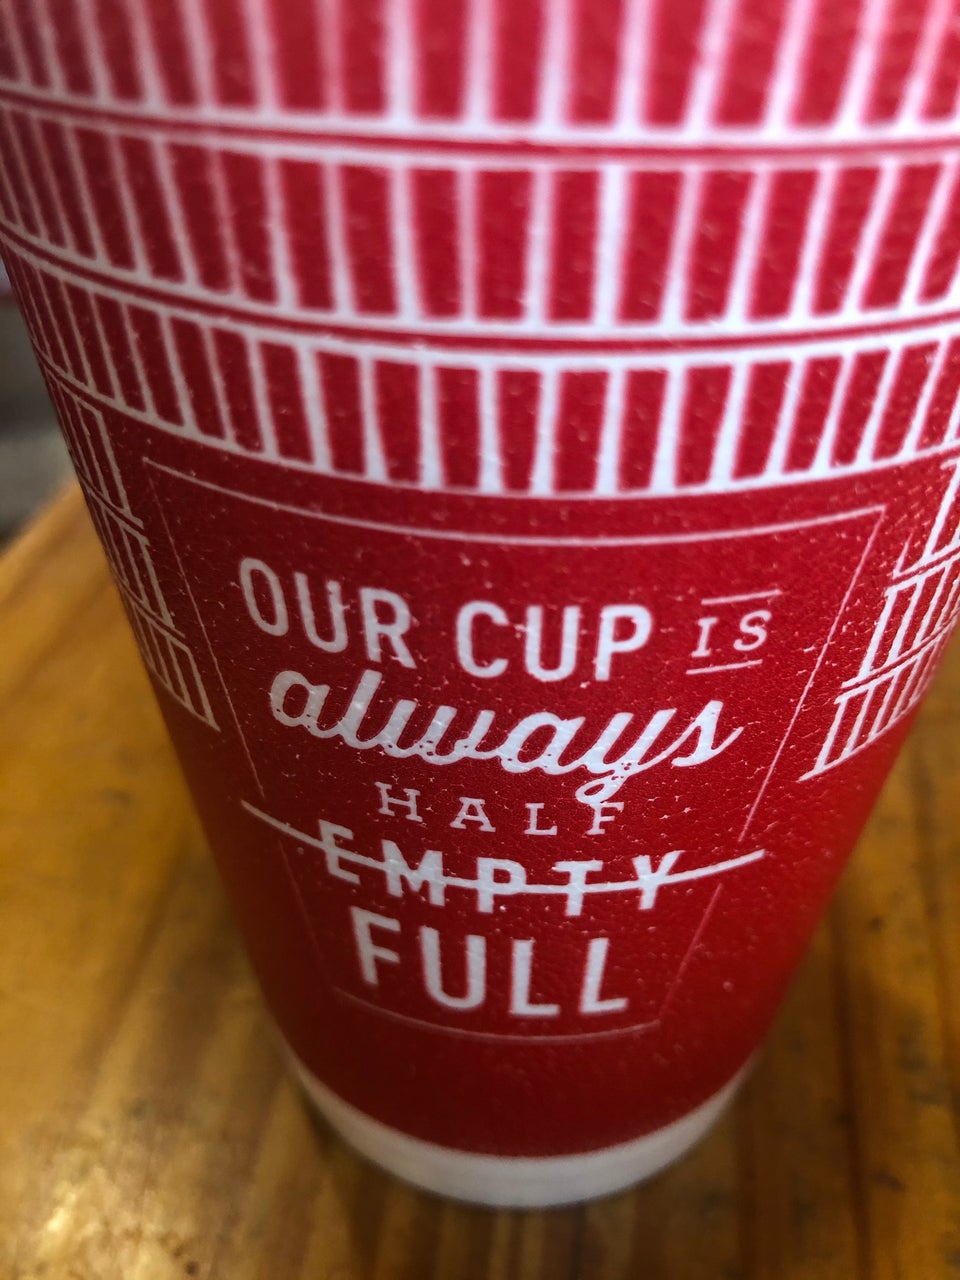 OUR CUP IS
always
HALF
EMPTY
FULL